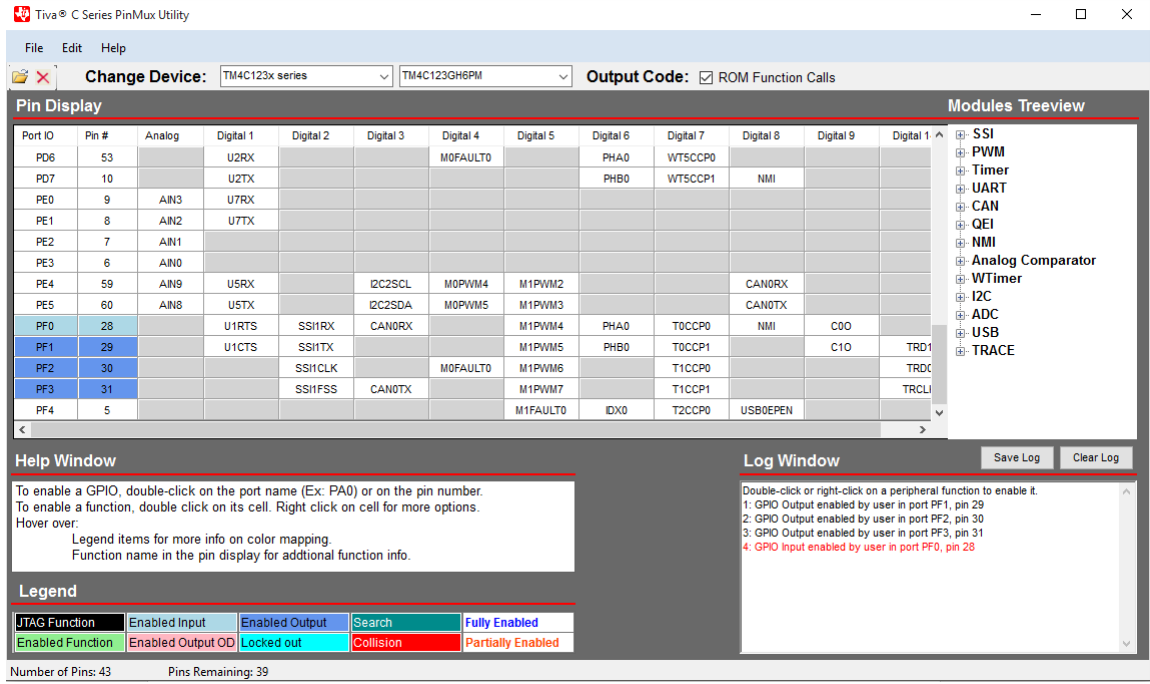 Tiva® C Series PinMux Utility
File Edit Help
Change Device: TM4C123x series TM4C123GH6PM Output Code: ROM Function Calls
Pin Display
Modules Treeview
Port IO Pin # Analog Digital 1 Digital 2 Digital 3 Digital 4 Digital 5 Digital 6 Digital 7 Digital 8 Digital 9 Digital 1
PD6 53 U2RX M0FAULT0 PHA0 WT5CCP0
PD7 10 U2TX PHB0 WT5CCP1 NMI
PE0 9 AIN3 U7RX
PE1 8 AIN2 U7TX
PE2 7 AIN1
PE3 6 AIN0
PE4 59 AIN9 U5RX I2C2SCL M0PWM4 M1PWM2 CAN0RX
PE5 60 AIN8 U5TX I2C2SDA M0PWM5 M1PWM3 CAN0TX
PF0 28 U1RTS SSI1RX CAN0RX M1PWM4 PHA0 T0CCP0 NMI C0O
PF1 29 U1CTS SSI1TX M1PWM5 PHB0 T0CCP1 C1O TRD1
PF2 30 SSI1CLK M0FAULT0 M1PWM6 T1CCP0 TRD0
PF3 31 SSI1FSS CAN0TX M1PWM7 T1CCP1 TRCL
PF4 5 M1FAULT0 IDX0 T2CCP0 USB0EPEN
SSI
PWM
Timer
UART
CAN
QEI
NMI
Analog Comparator
WTimer
I2C
ADC
USB
TRACE
Help Window
To enable a GPIO, double-click on the port name (Ex: PA0) or on the pin number.
To enable a function, double click on its cell. Right click on cell for more options.
Hover over:
Legend items for more info on color mapping.
Function name in the pin display for addtional function info.
Log Window
Save Log Clear Log
Double-click or right-click on a peripheral function to enable it.
1: GPIO Output enabled by user in port PF1, pin 29
2: GPIO Output enabled by user in port PF2, pin 30
3: GPIO Output enabled by user in port PF3, pin 31
4: GPIO Input enabled by user in port PF0, pin 28
Legend
JTAG Function Enabled Input Enabled Output Search Fully Enabled
Enabled Function Enabled Output OD Locked out Collision Partially Enabled
Number of Pins: 43 Pins Remaining: 39